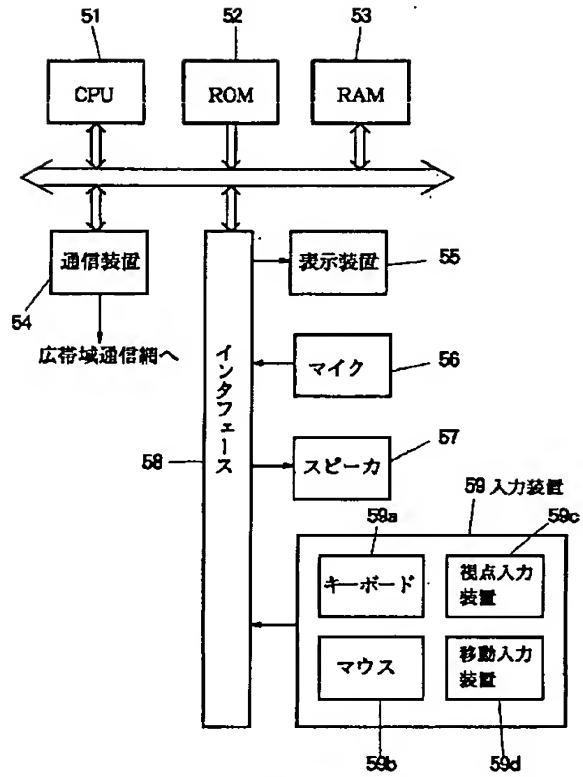 51
52
53
CPU
ROM
RAM
通信装置
54
広帯域通信網へ
インタフェース
58
表示装置
55
マイク
56
スピーカ
57
59 入力装置
59a
59c
キーボード
視点入力
装置
マウス
移動入力
装置
59b
59d